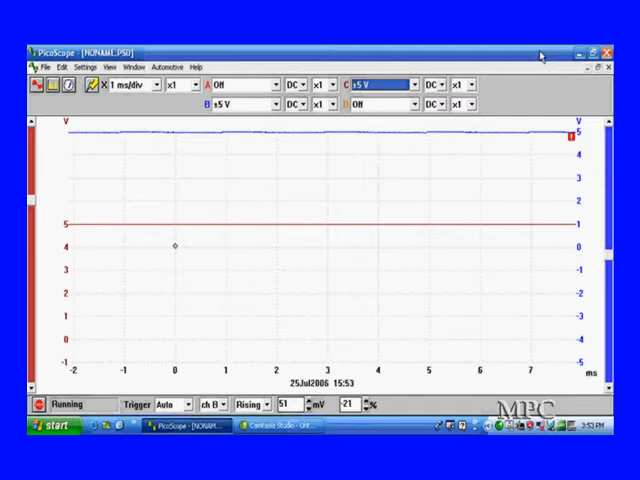 PicoScope - [NONAME.PSD]
File Edit Settings View Window Automotive Help
X 1 ms/div x1 A Off DC x1 C ±5 V DC x1
B ±5 V DC x1 D Off DC x1
V V
5
4
3
2
5 1
4 0
3 -1
2 -2
1 -3
0 -4
-1 -5
-2 -1 0 1 2 3 4 5 6 7 ms
25Jul2006 15:53
Running Trigger Auto ch B Rising 51 mV -21 %
MPC
start PicoScope - [NONAM... Camtasia Studio - Unt... 3:53 PM